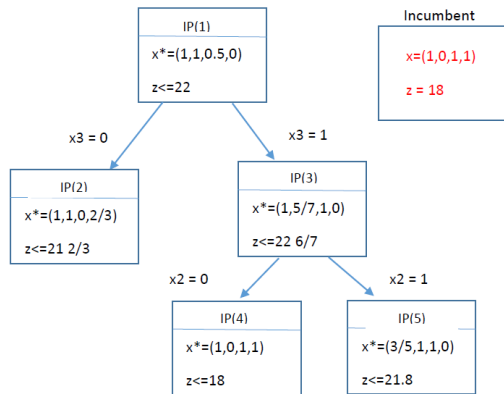 IP(1)
x*=(1,1,0.5,0)
z<=22
Incumbent
x=(1,0,1,1)
z = 18
x3 = 0
x3 = 1
IP(2)
x*=(1,1,0,2/3)
z<=21 2/3
IP(3)
x*=(1,5/7,1,0)
z<=22 6/7
x2 = 0
x2 = 1
IP(4)
x*=(1,0,1,1)
z<=18
IP(5)
x*=(3/5,1,1,0)
z<=21.8